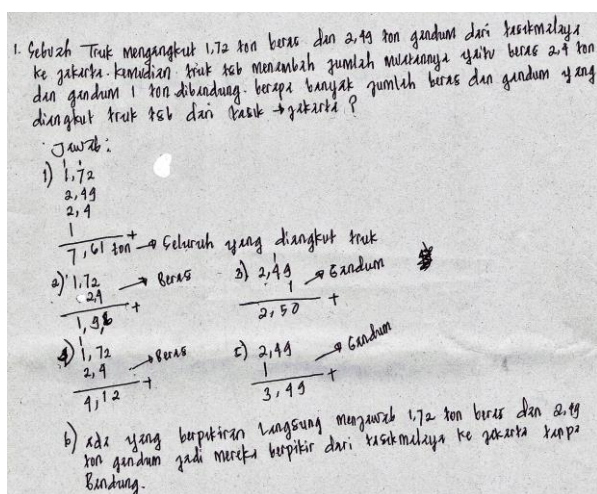 1. Sebuah Truk mengangkut 1,72 ton beras dan 2,49 ton gandum dari tasikmalaya
ke jakarta. kemudian truk tsb menambah jumlah muatannya yaitu beras 2,4 ton
dan gandum 1 ton dibandung. berapa banyak jumlah beras dan gandum yang
diangkut truk tsb dari tasik → jakarta ?
Jawab :
1) 1,72
2,49
2,4
1 +
7,61 ton → Seluruh yang diangkut truk
2) 1,72 → Beras 3) 2,49 → Gandum
24 + 1 +
1,96 2,50
4) 1,72 → Beras 5) 2,49 → Gandum
2,4 + 1 +
4,12 3,49
6) ada yang berpikiran Langsung menjawab 1,72 ton beras dan 2,49
ton gandum jadi mereka berpikir dari tasikmalaya ke jakarta tanpa
Bandung.